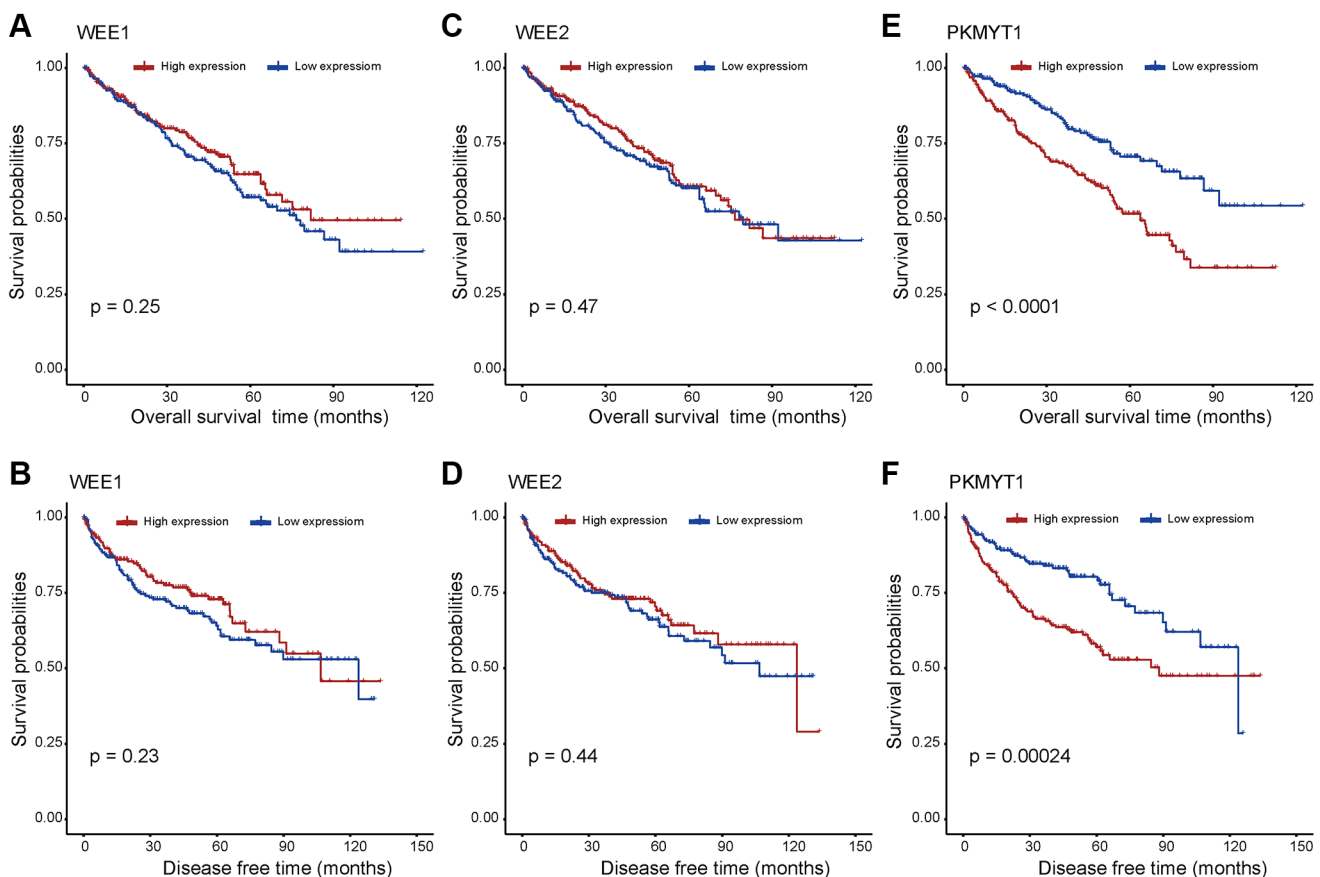 A
WEE1
High expression
Low expressiom
1.00
0.75
0.50
0.25
0.00
Survival probabilities
p = 0.25
0 30 60 90 120
Overall survival time (months)
C
WEE2
High expression
Low expressiom
1.00
0.75
0.50
0.25
0.00
Survival probabilities
p = 0.47
0 30 60 90 120
Overall survival time (months)
E
PKMYT1
High expression
Low expressiom
1.00
0.75
0.50
0.25
0.00
Survival probabilities
p < 0.0001
0 30 60 90 120
Overall survival time (months)
B
WEE1
High expression
Low expressiom
1.00
0.75
0.50
0.25
0.00
Survival probabilities
p = 0.23
0 30 60 90 120 150
Disease free time (months)
D
WEE2
High expression
Low expressiom
1.00
0.75
0.50
0.25
0.00
Survival probabilities
p = 0.44
0 30 60 90 120 150
Disease free time (months)
F
PKMYT1
High expression
Low expressiom
1.00
0.75
0.50
0.25
0.00
Survival probabilities
p = 0.00024
0 30 60 90 120 150
Disease free time (months)